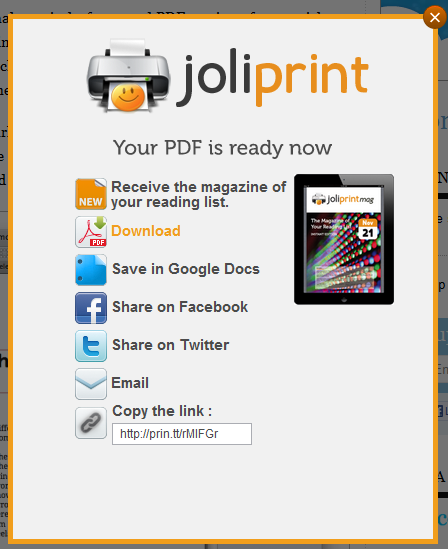 joliprint
Your PDF is ready now
Receive the magazine of
your reading list.
NEW
Download
PDF
Save in Google Docs
Share on Facebook
Share on Twitter
Email
Copy the link :
http://prin.tt/rMIFGr
joliprint mag
The Magazine of
Your Reading List
Nov
21